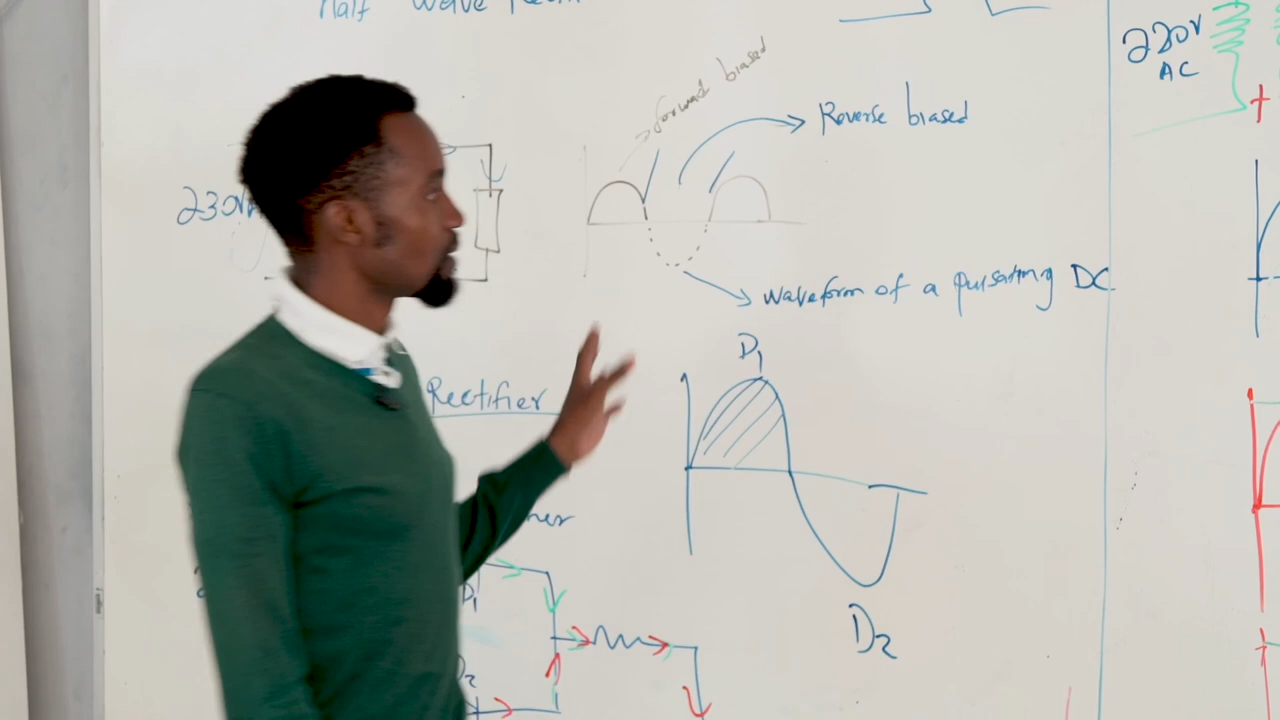 Half Wave
forward biased
Reverse biased
220V
AC
+
230V
waveform of a pulsating DC
D1
Rectifier
D1
D2
D2